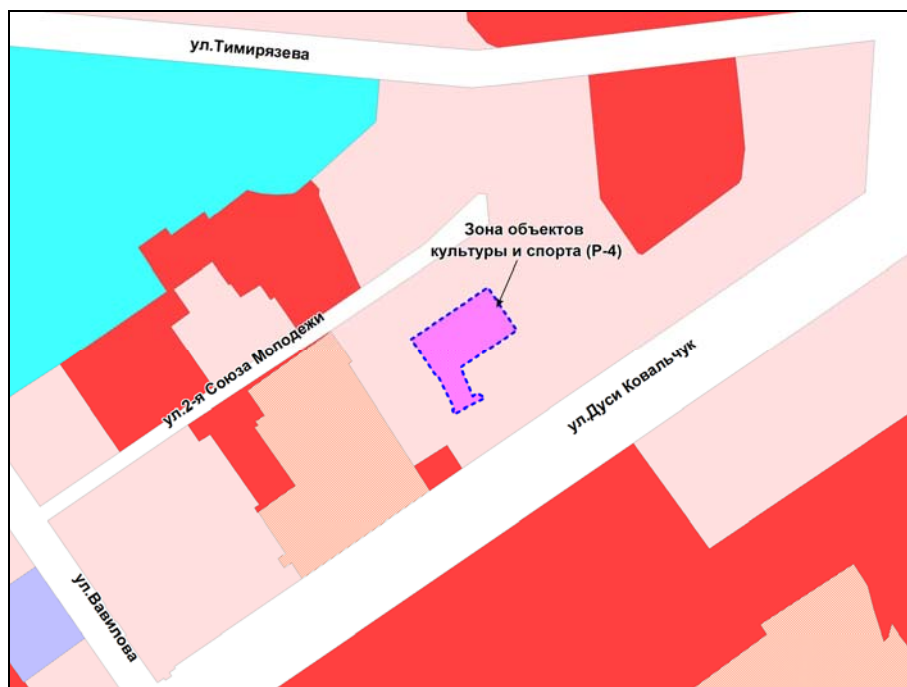 ул.Тимирязева
Зона объектов
культуры и спорта (Р-4)
ул.2-я Союза Молодежи
ул.Дуси Ковальчук
ул.Вавилова